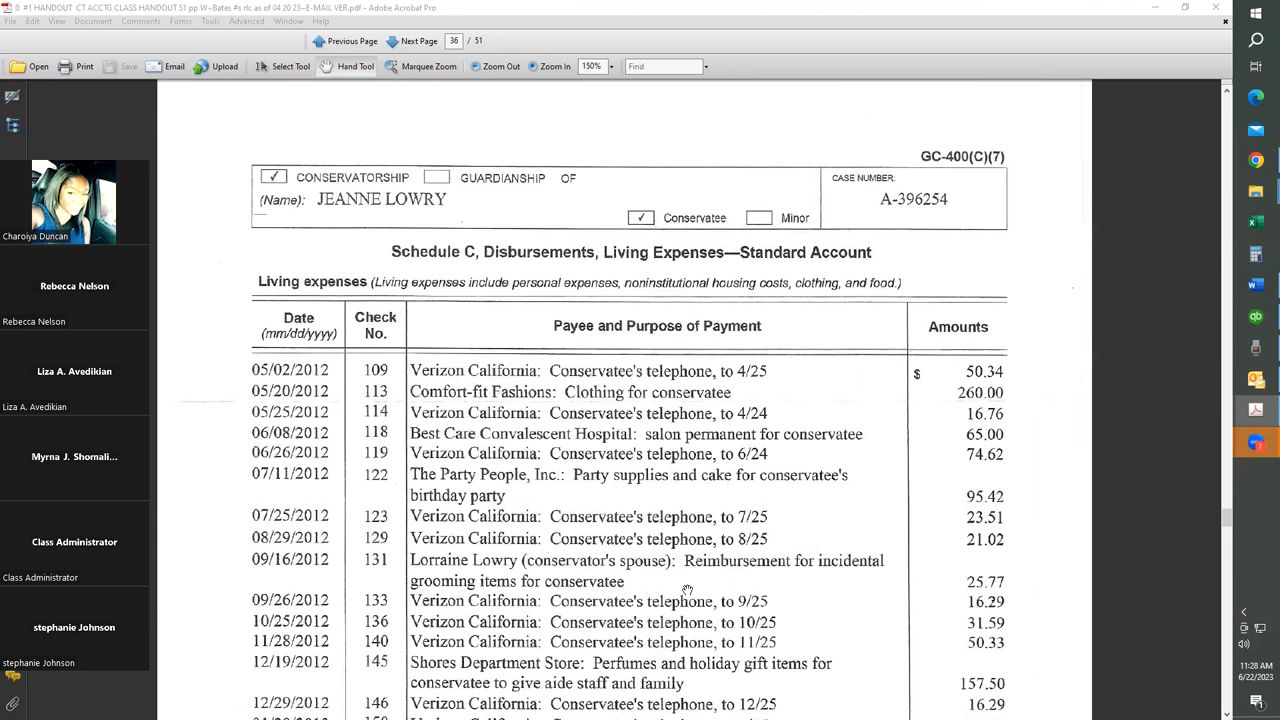 0 #1 HANDOUT CT ACCTG CLASS HANDOUT 51 pp W~Bates #s rlc as of 04 20 23~E-MAIL VER.pdf - Adobe Acrobat Pro
File Edit View Document Comments Forms Tools Advanced Window Help
Previous Page Next Page 36 / 51
Open Print Save Email Upload Select Tool Hand Tool Marquee Zoom Zoom Out Zoom In 150% Find
GC-400(C)(7)
✓ CONSERVATORSHIP GUARDIANSHIP OF
CASE NUMBER:
(Name): JEANNE LOWRY
A-396254
✓ Conservatee Minor
Schedule C, Disbursements, Living Expenses—Standard Account
Living expenses (Living expenses include personal expenses, noninstitutional housing costs, clothing, and food.)
Date (mm/dd/yyyy) Check No. Payee and Purpose of Payment Amounts
05/02/2012 109 Verizon California: Conservatee's telephone, to 4/25 $ 50.34
05/20/2012 113 Comfort-fit Fashions: Clothing for conservatee 260.00
05/25/2012 114 Verizon California: Conservatee's telephone, to 4/24 16.76
06/08/2012 118 Best Care Convalescent Hospital: salon permanent for conservatee 65.00
06/26/2012 119 Verizon California: Conservatee's telephone, to 6/24 74.62
07/11/2012 122 The Party People, Inc.: Party supplies and cake for conservatee's
birthday party 95.42
07/25/2012 123 Verizon California: Conservatee's telephone, to 7/25 23.51
08/29/2012 129 Verizon California: Conservatee's telephone, to 8/25 21.02
09/16/2012 131 Lorraine Lowry (conservator's spouse): Reimbursement for incidental
grooming items for conservatee 25.77
09/26/2012 133 Verizon California: Conservatee's telephone, to 9/25 16.29
10/25/2012 136 Verizon California: Conservatee's telephone, to 10/25 31.59
11/28/2012 140 Verizon California: Conservatee's telephone, to 11/25 50.33
12/19/2012 145 Shores Department Store: Perfumes and holiday gift items for
conservatee to give aide staff and family 157.50
12/29/2012 146 Verizon California: Conservatee's telephone, to 12/25 16.29
Charoiya Duncan
Rebecca Nelson
Rebecca Nelson
Liza A. Avedikian
Liza A. Avedikian
Myrna J. Shomali...
Class Administrator
Class Administrator
stephanie Johnson
stephanie Johnson
11:28 AM
6/22/2023